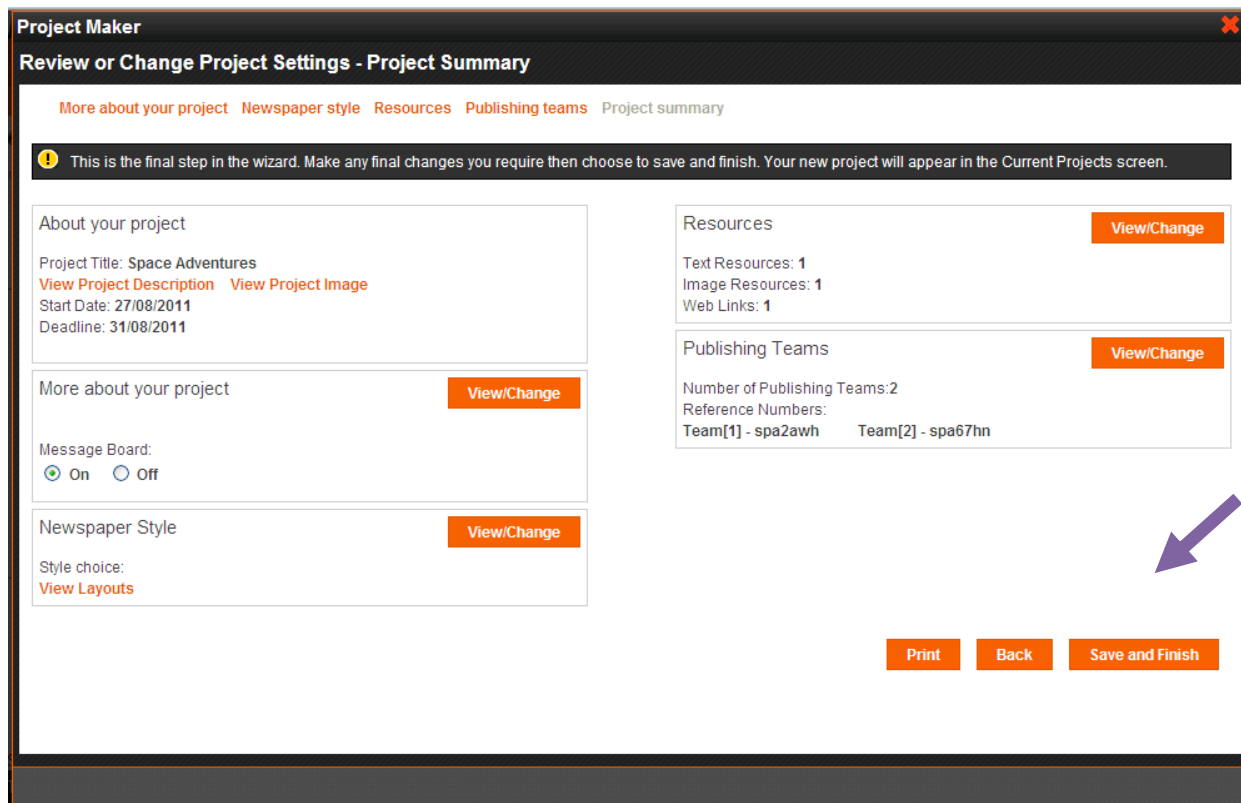 Project Maker
Review or Change Project Settings - Project Summary
More about your project Newspaper style Resources Publishing teams Project summary
This is the final step in the wizard. Make any final changes you require then choose to save and finish. Your new project will appear in the Current Projects screen.
About your project
Project Title: Space Adventures
View Project Description View Project Image
Start Date: 27/08/2011
Deadline: 31/08/2011
More about your project View/Change
Message Board:
On Off
Newspaper Style View/Change
Style choice:
View Layouts
Resources View/Change
Text Resources: 1
Image Resources: 1
Web Links: 1
Publishing Teams View/Change
Number of Publishing Teams:2
Reference Numbers:
Team[1] - spa2awh Team[2] - spa67hn
Print Back Save and Finish